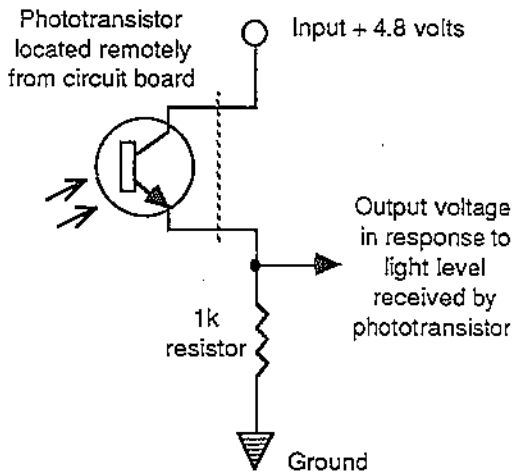 Phototransistor
located remotely
from circuit board
Input + 4.8 volts
Output voltage
in response to
light level
received by
phototransistor
1k
resistor
Ground